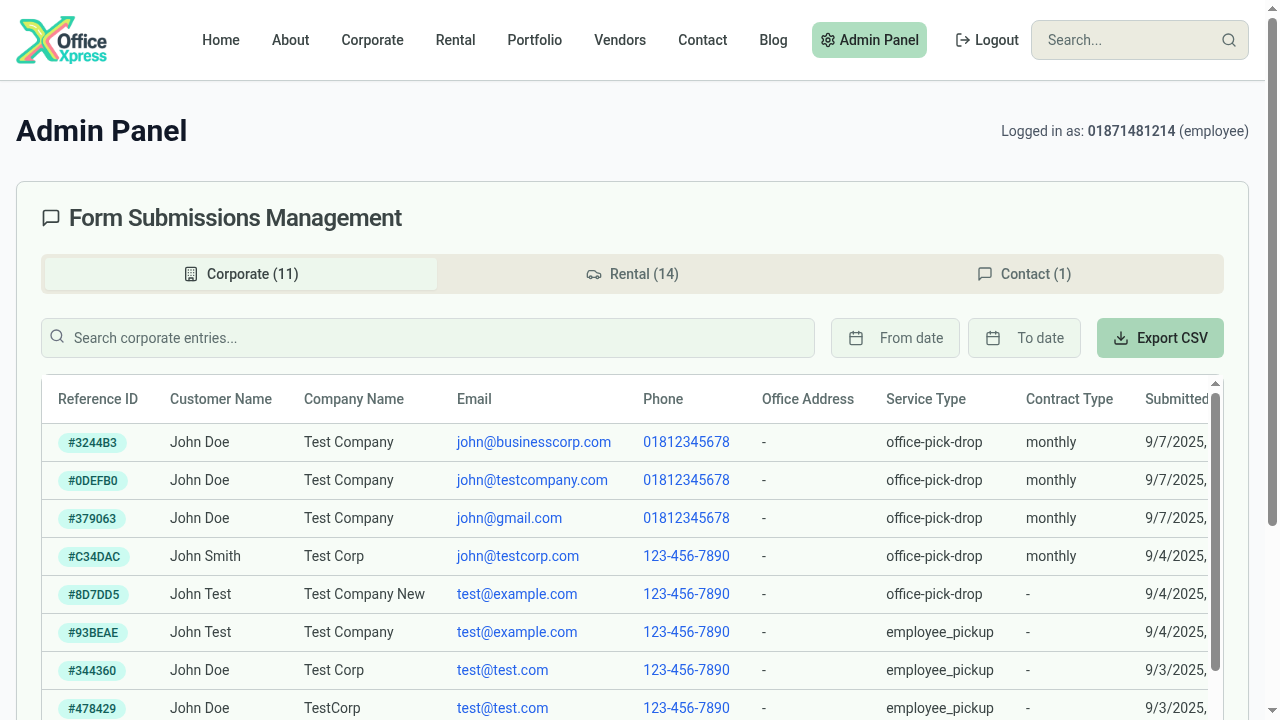 Office
Xpress
Home About Corporate Rental Portfolio Vendors Contact Blog Admin Panel Logout Search...
Admin Panel
Logged in as: 01871481214 (employee)
Form Submissions Management
Corporate (11) Rental (14) Contact (1)
Search corporate entries... From date To date Export CSV
Reference ID Customer Name Company Name Email Phone Office Address Service Type Contract Type Submitted
#3244B3 John Doe Test Company john@businesscorp.com 01812345678 - office-pick-drop monthly 9/7/2025,
#0DEFB0 John Doe Test Company john@testcompany.com 01812345678 - office-pick-drop monthly 9/7/2025,
#379063 John Doe Test Company john@gmail.com 01812345678 - office-pick-drop monthly 9/7/2025,
#C34DAC John Smith Test Corp john@testcorp.com 123-456-7890 - office-pick-drop monthly 9/4/2025,
#8D7DD5 John Test Test Company New test@example.com 123-456-7890 - office-pick-drop - 9/4/2025,
#93BEAE John Test Test Company test@example.com 123-456-7890 - employee_pickup - 9/4/2025,
#344360 John Doe Test Corp test@test.com 123-456-7890 - employee_pickup - 9/3/2025,
#478429 John Doe TestCorp test@test.com 123-456-7890 - employee_pickup - 9/3/2025,